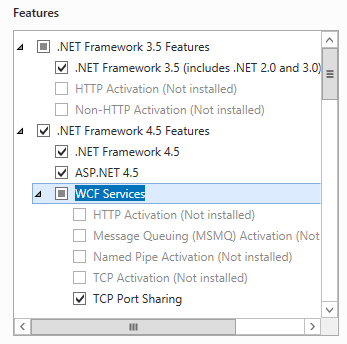 Features
.NET Framework 3.5 Features
.NET Framework 3.5 (includes .NET 2.0 and 3.0)
HTTP Activation (Not installed)
Non-HTTP Activation (Not installed)
.NET Framework 4.5 Features
.NET Framework 4.5
ASP.NET 4.5
WCF Services
HTTP Activation (Not installed)
Message Queuing (MSMQ) Activation (Not
Named Pipe Activation (Not installed)
TCP Activation (Not installed)
TCP Port Sharing